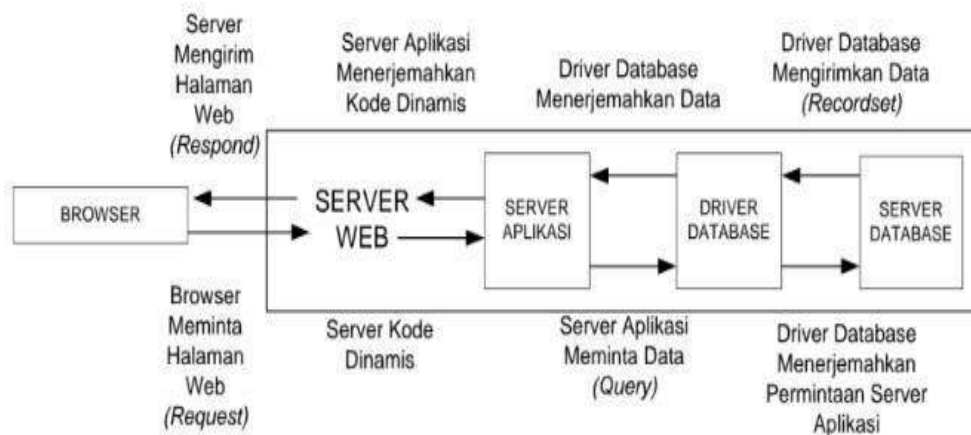 Server
Mengirim
Halaman
Web
(Respond)
Server Aplikasi
Menerjemahkan
Kode Dinamis
Driver Database
Menerjemahkan Data
Driver Database
Mengirimkan Data
(Recordset)
BROWSER
SERVER
WEB
SERVER
APLIKASI
DRIVER
DATABASE
SERVER
DATABASE
Browser
Meminta
Halaman
Web
(Request)
Server Kode
Dinamis
Server Aplikasi
Meminta Data
(Query)
Driver Database
Menerjemahkan
Permintaan Server
Aplikasi